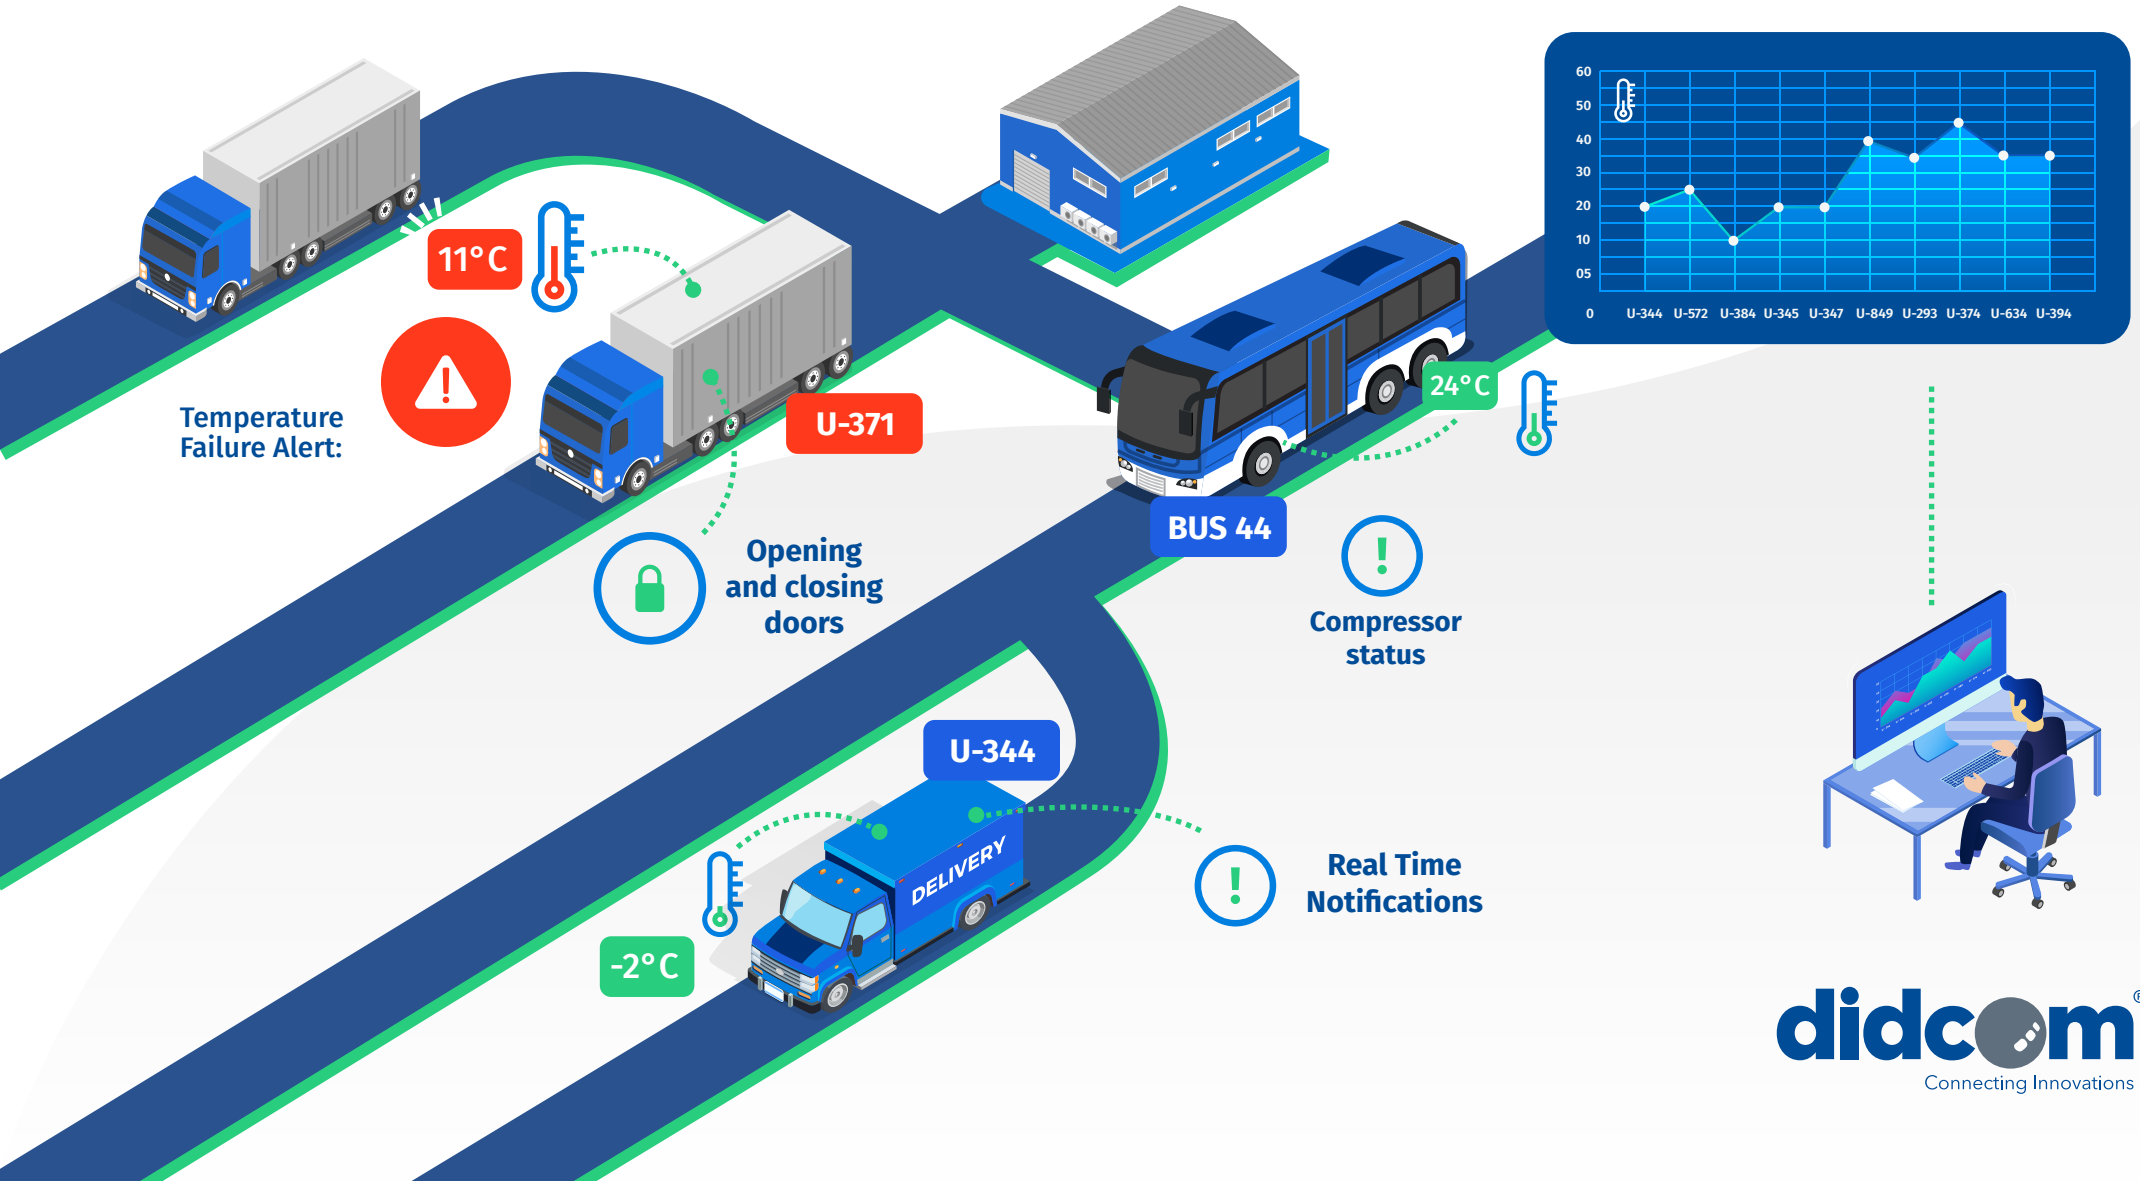 60
50
40
30
20
10
05
0
U-344 U-572 U-384 U-345 U-347 U-849 U-293 U-374 U-634 U-394
11°C
Temperature
Failure Alert:
U-371
24°C
BUS 44
Opening
and closing
doors
Compressor
status
U-344
DELIVERY
-2°C
Real Time
Notifications
didcom®
Connecting Innovations